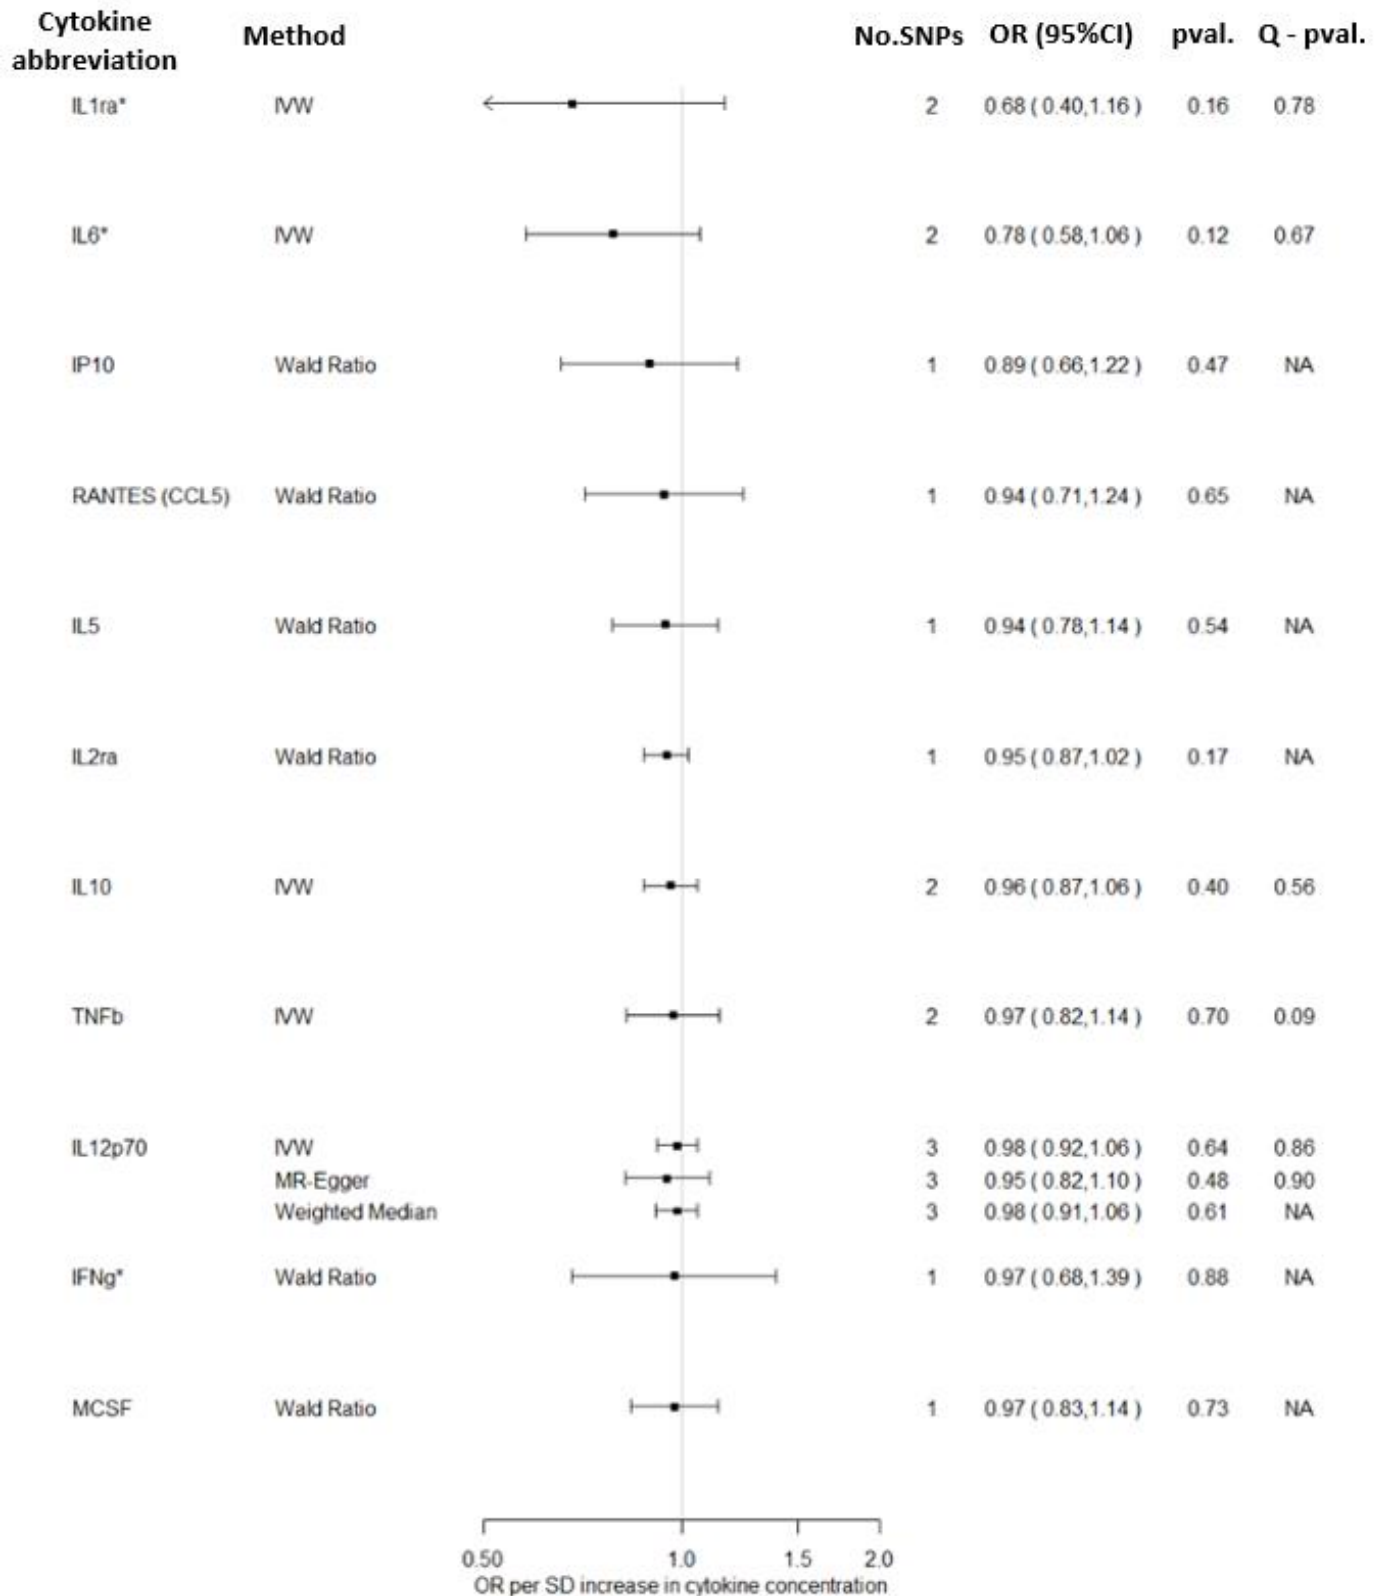 Cytokine abbreviation Method No.SNPs OR (95%CI) pval. Q - pval.
IL1ra* IVW 2 0.68 ( 0.40,1.16 ) 0.16 0.78
IL6* IVW 2 0.78 ( 0.58,1.06 ) 0.12 0.67
IP10 Wald Ratio 1 0.89 ( 0.66,1.22 ) 0.47 NA
RANTES (CCL5) Wald Ratio 1 0.94 ( 0.71,1.24 ) 0.65 NA
IL5 Wald Ratio 1 0.94 ( 0.78,1.14 ) 0.54 NA
IL2ra Wald Ratio 1 0.95 ( 0.87,1.02 ) 0.17 NA
IL10 IVW 2 0.96 ( 0.87,1.06 ) 0.40 0.56
TNFb IVW 2 0.97 ( 0.82,1.14 ) 0.70 0.09
IL12p70 IVW 3 0.98 ( 0.92,1.06 ) 0.64 0.86
MR-Egger 3 0.95 ( 0.82,1.10 ) 0.48 0.90
Weighted Median 3 0.98 ( 0.91,1.06 ) 0.61 NA
IFNg* Wald Ratio 1 0.97 ( 0.68,1.39 ) 0.88 NA
MCSF Wald Ratio 1 0.97 ( 0.83,1.14 ) 0.73 NA
0.50 1.0 1.5 2.0
OR per SD increase in cytokine concentration